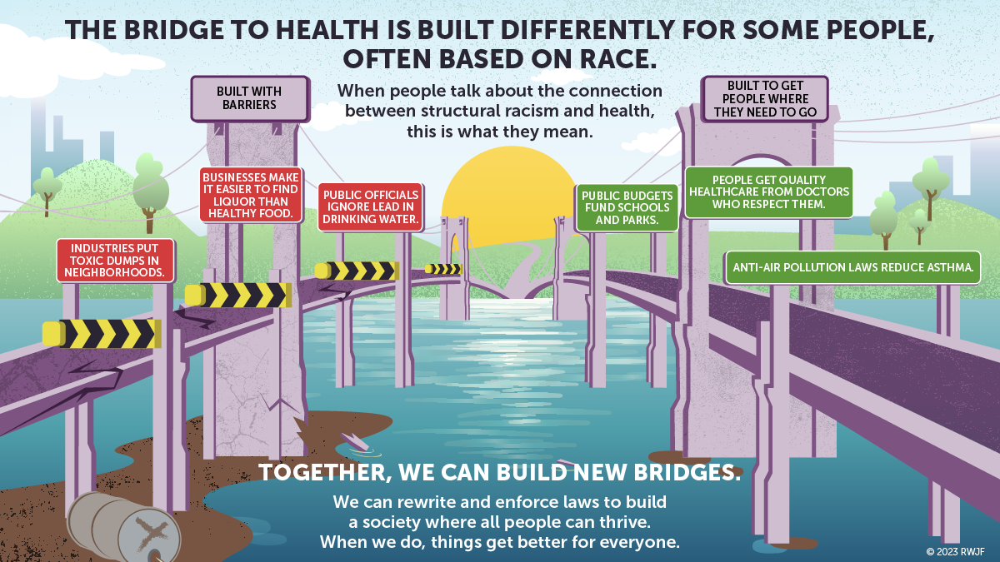 THE BRIDGE TO HEALTH IS BUILT DIFFERENTLY FOR SOME PEOPLE,
OFTEN BASED ON RACE.
When people talk about the connection
between structural racism and health,
this is what they mean.
BUILT WITH
BARRIERS
BUILT TO GET
PEOPLE WHERE
THEY NEED TO GO
BUSINESSES MAKE
IT EASIER TO FIND
LIQUOR THAN
HEALTHY FOOD.
PUBLIC OFFICIALS
IGNORE LEAD IN
DRINKING WATER.
INDUSTRIES PUT
TOXIC DUMPS IN
NEIGHBORHOODS.
PUBLIC BUDGETS
FUND SCHOOLS
AND PARKS.
PEOPLE GET QUALITY
HEALTHCARE FROM DOCTORS
WHO RESPECT THEM.
ANTI-AIR POLLUTION LAWS REDUCE ASTHMA.
TOGETHER, WE CAN BUILD NEW BRIDGES.
We can rewrite and enforce laws to build
a society where all people can thrive.
When we do, things get better for everyone.
© 2023 RWJF